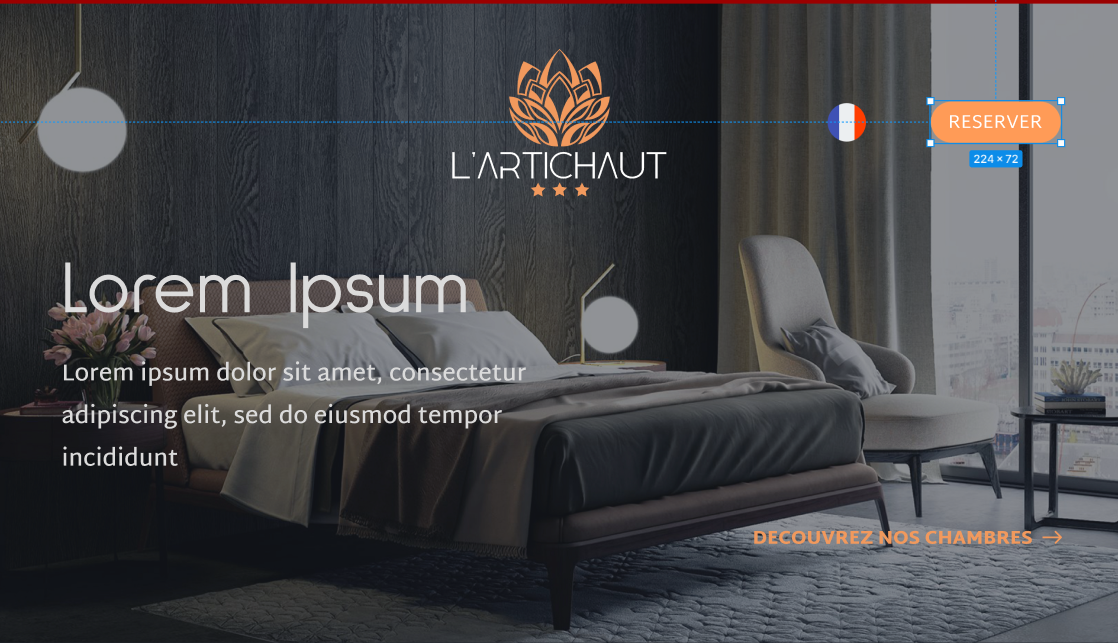 L'ARTICHAUT
RESERVER
224 × 72
Lorem Ipsum
Lorem ipsum dolor sit amet, consectetur
adipiscing elit, sed do eiusmod tempor
incididunt
DECOUVREZ NOS CHAMBRES →